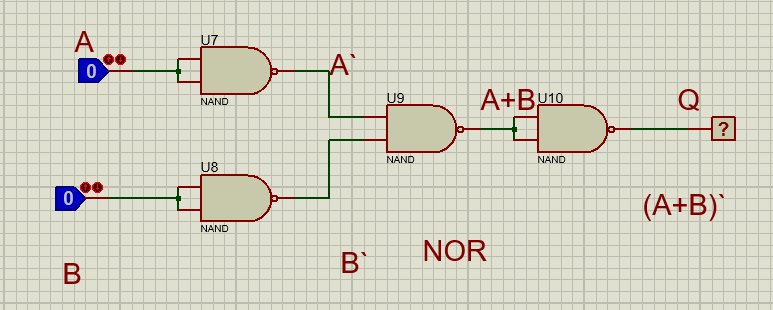 A
U7
0
A`
NAND
U9
A+B
U10
Q
?
NAND
NAND
U8
0
NAND
(A+B)`
B`
NOR
B